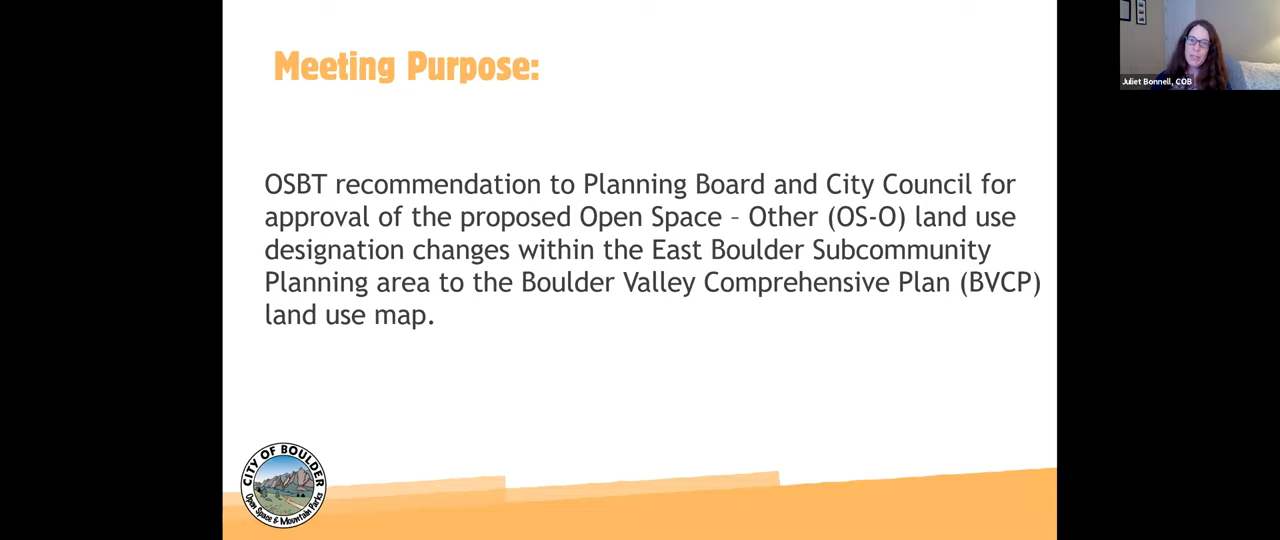 Meeting Purpose:
OSBT recommendation to Planning Board and City Council for
approval of the proposed Open Space – Other (OS-O) land use
designation changes within the East Boulder Subcommunity
Planning area to the Boulder Valley Comprehensive Plan (BVCP)
land use map.
CITY OF BOULDER
Open Space & Mountain Parks
Juliet Bonnell, COB